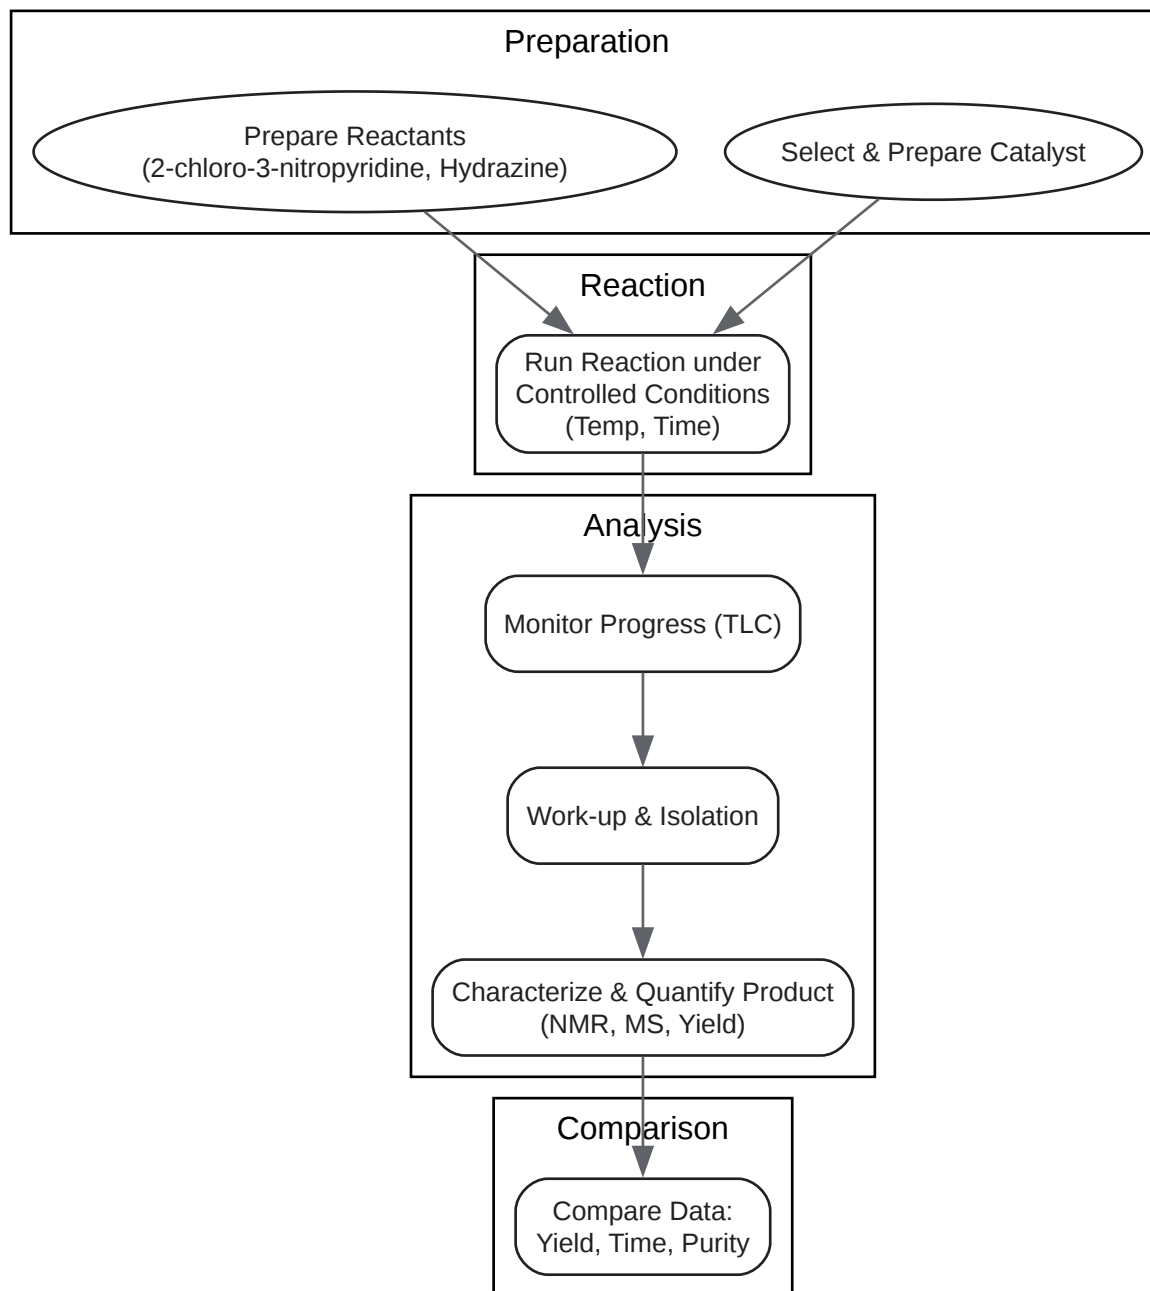 Preparation
Prepare Reactants
(2-chloro-3-nitropyridine, Hydrazine)
Select & Prepare Catalyst
Reaction
Run Reaction under
Controlled Conditions
(Temp, Time)
Analysis
Monitor Progress (TLC)
Work-up & Isolation
Characterize & Quantify Product
(NMR, MS, Yield)
Comparison
Compare Data:
Yield, Time, Purity